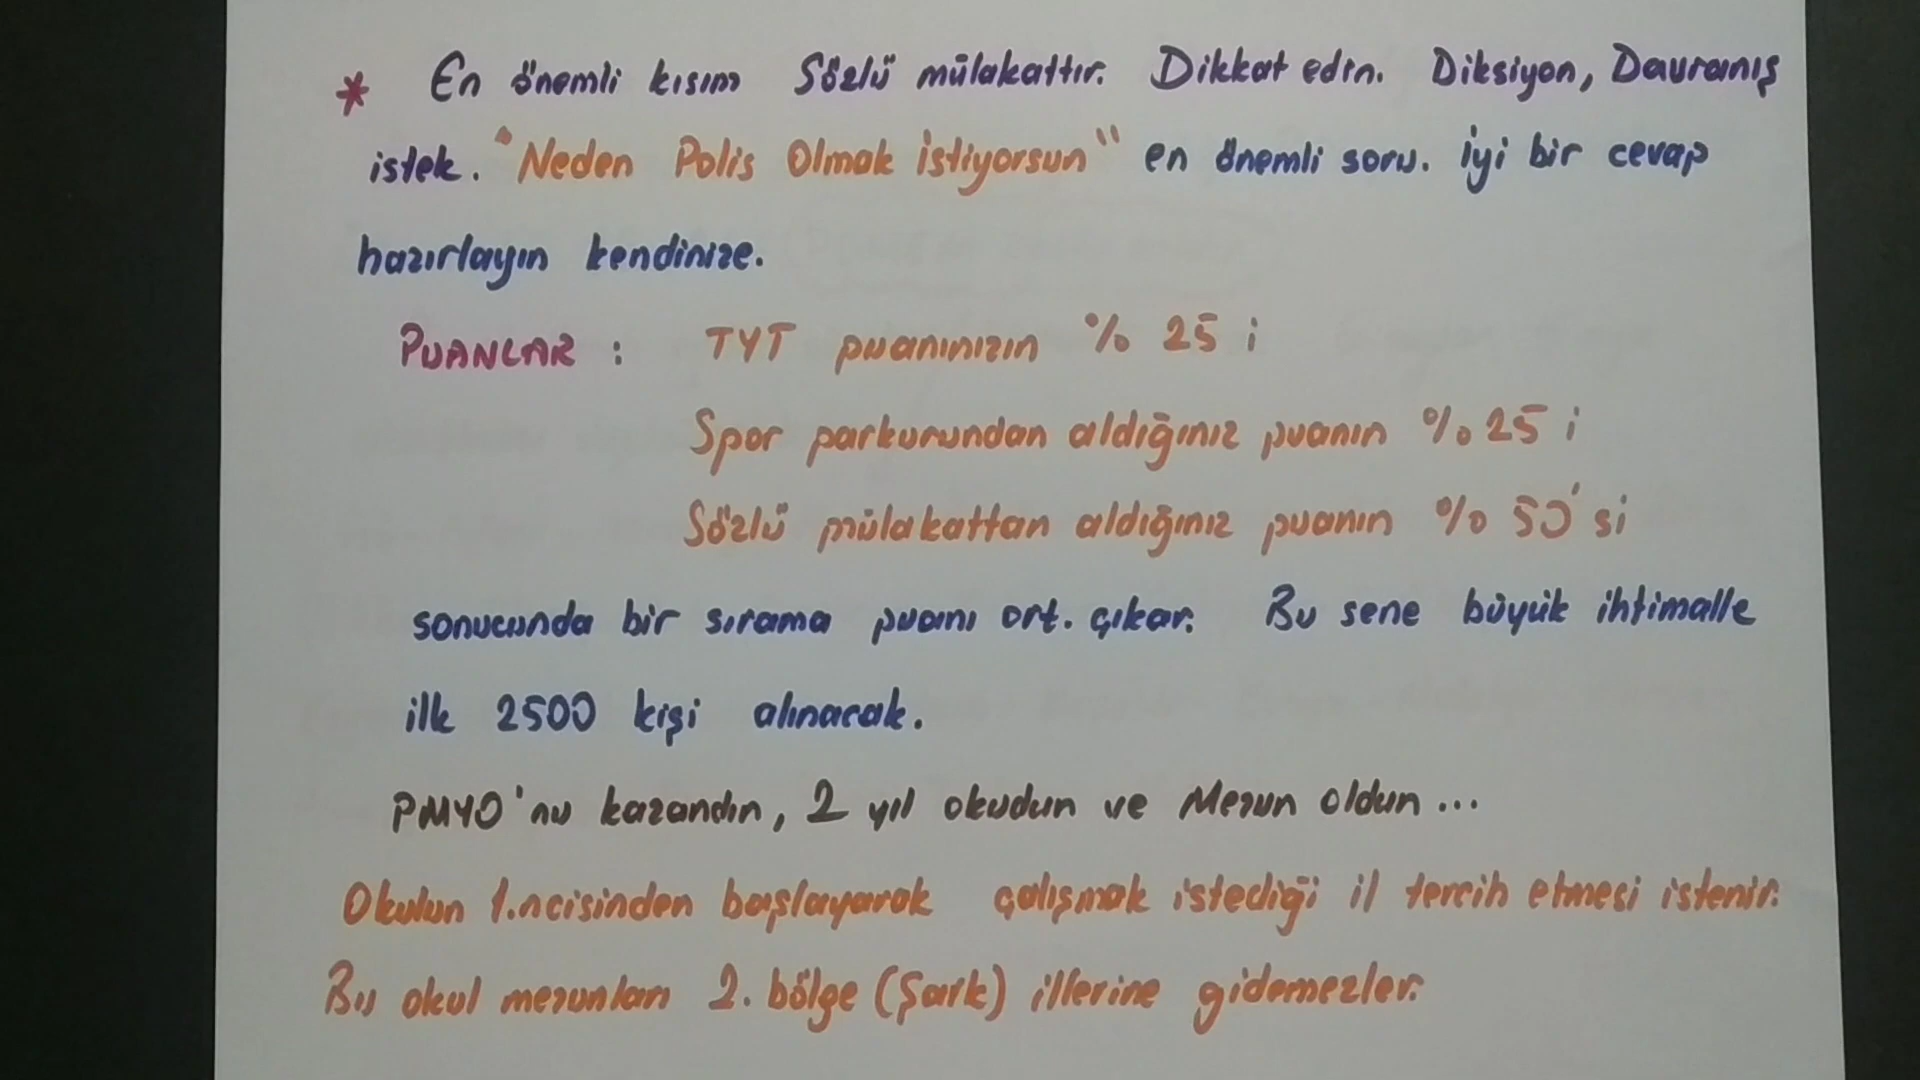 * En önemli kısım Sözlü mülakattır. Dikkat edin. Diksiyon, Davranış
istek. "Neden Polis Olmak İstiyorsun" en önemli soru. İyi bir cevap
hazırlayın kendinize.
PUANLAR : TYT puanınızın % 25 i
Spor parkurundan aldığınız puanın % 25 i
Sözlü mülakattan aldığınız puanın % 50'si
sonucunda bir sırama puanı ort. çıkar. Bu sene büyük ihtimalle
ilk 2500 kişi alınacak.
PMYO'nu kazandın, 2 yıl okudun ve Mezun oldun...
Okulun 1.ncisinden başlayarak çalışmak istediği il tercih etmesi istenir.
Bu okul mezunları 2. bölge (Şark) illerine gidemezler.